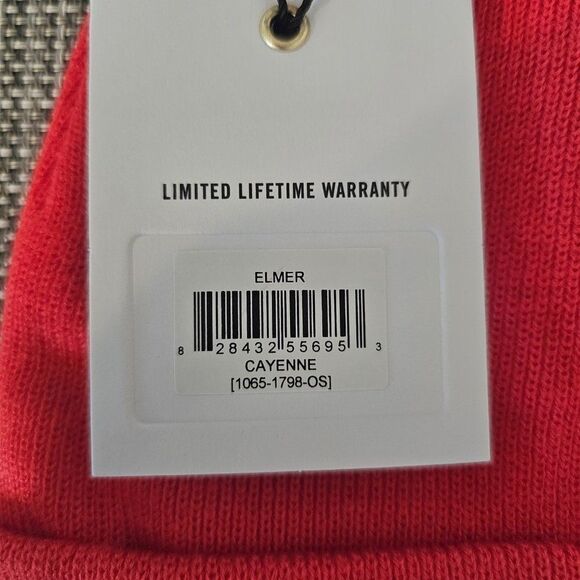 LIMITED LIFETIME WARRANTY
ELMER
8 28432 55695 3
CAYENNE
[1065-1798-OS]